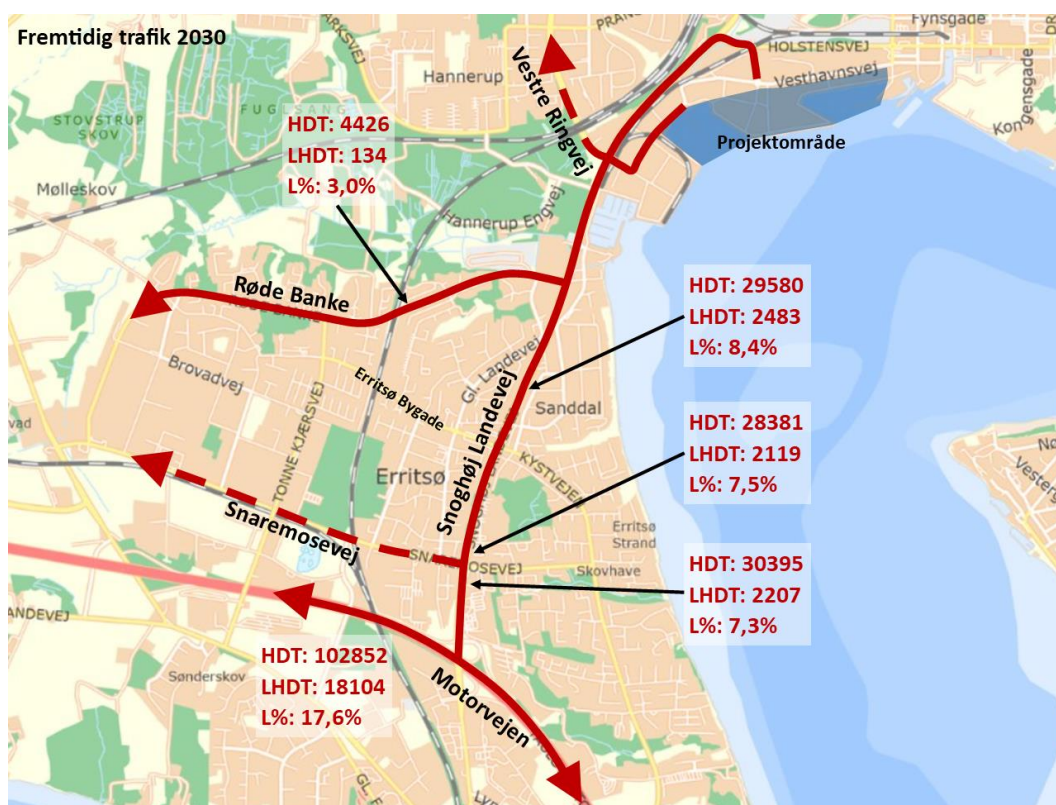 Fremtidig trafik 2030
PRAN
Fynsgade
HOLSTENSVEJ
Vesthavnsvej
Kongensgade
Hannerup
FUGLSANG
STOVSTRUP
SKOV
Vestre Ringvej
Projektområde
HDT: 4426
LHDT: 134
L%: 3,0%
Mølleskov
Hannerup Engvej
Røde Banke
HDT: 29580
LHDT: 2483
L%: 8,4%
Brovadvej
Erritsø Bygade
Gl. Landevej
Sanddal
Snoghøj Landevej
TONNE KJÆRSVEJ
Erritsø
KYSTVEJEN
HDT: 28381
LHDT: 2119
L%: 7,5%
Erritsø
Strand
Snaremosevej
Skovhave
HDT: 30395
LHDT: 2207
L%: 7,3%
ANDEVEJ
Sønderskov
HDT: 102852
LHDT: 18104
L%: 17,6%
Motorvejen